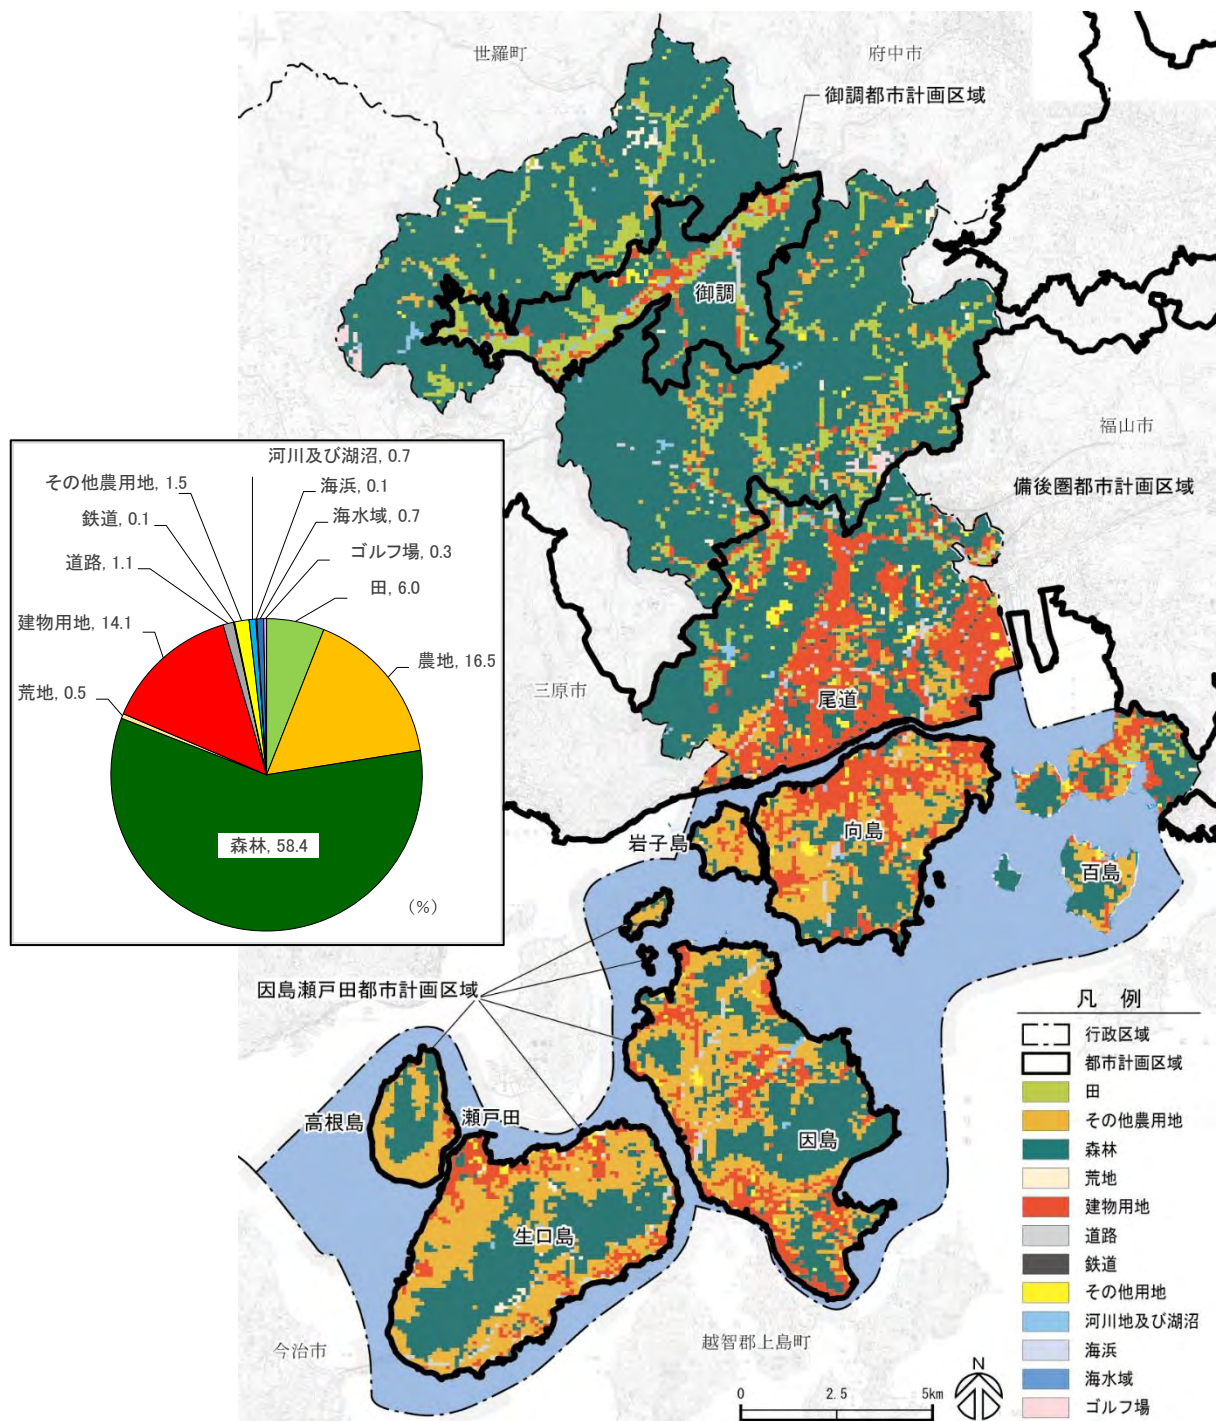 世羅町
府中市
御調都市計画区域
御調
福山市
備後圏都市計画区域
三原市
尾道
向島
岩子島
百島
因島瀬戸田都市計画区域
高根島
瀬戸田
因島
生口島
今治市
越智郡上島町
河川及び湖沼, 0.7
その他農用地, 1.5
海浜, 0.1
鉄道, 0.1
海水域, 0.7
道路, 1.1
ゴルフ場, 0.3
田, 6.0
建物用地, 14.1
農地, 16.5
荒地, 0.5
森林, 58.4
(%)
凡 例
行政区域
都市計画区域
田
その他農用地
森林
荒地
建物用地
道路
鉄道
その他用地
河川地及び湖沼
海浜
海水域
ゴルフ場
N
0 2.5 5km